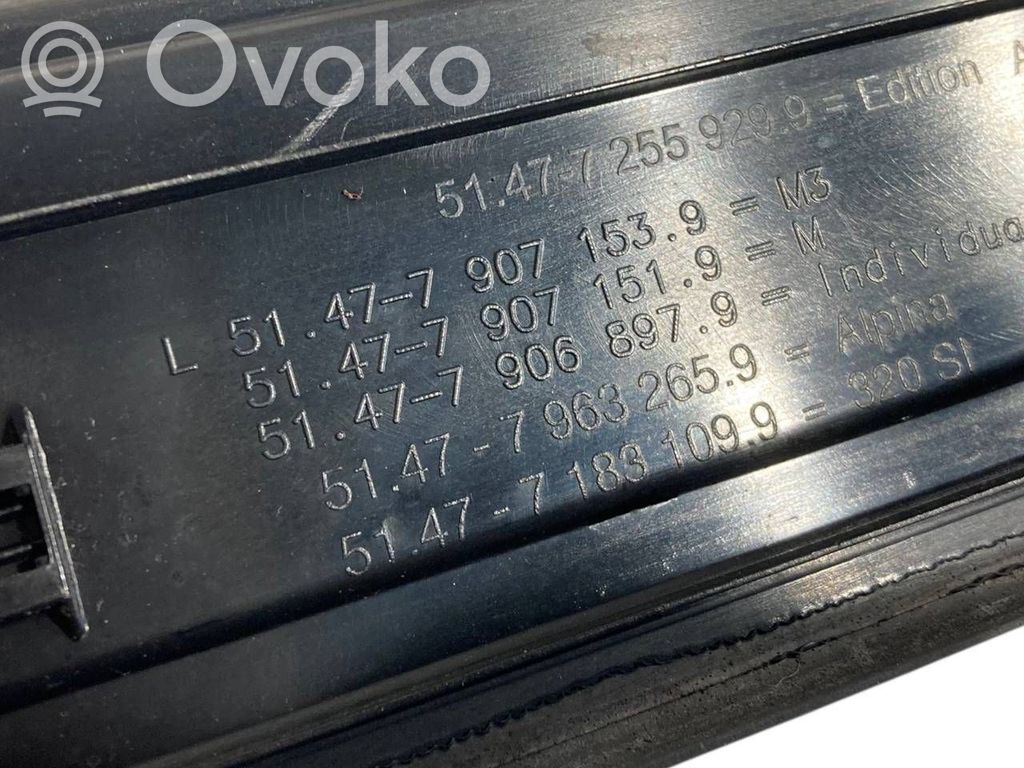 Ovoko
51.47-7 255 929.9 = Edition
L 51.47-7 907 153.9 = M3
51.47-7 907 151.9 = M
51.47-7 906 897.9 = Individua
51.47-7 963 265.9 = Alpina
51.47-7 183 109.9 = 320 SI